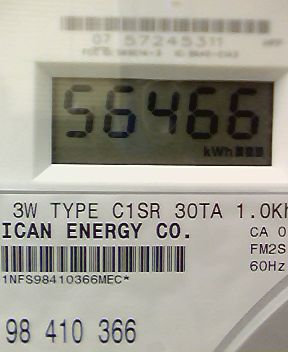 07 57245311
56466
kWh
3W TYPE C1SR 30TA 1.0Kh
ICAN ENERGY CO.
CA 0
FM2S
60Hz
1NFS98410366MEC*
98 410 366